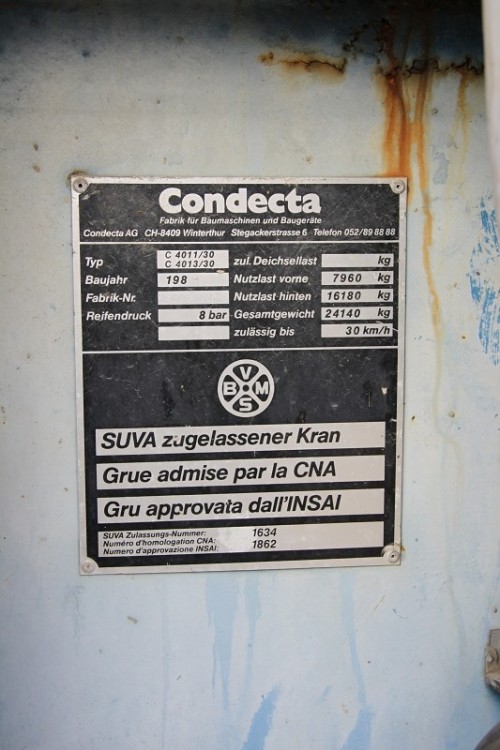 Condecta
Fabrik für Baumaschinen und Baugeräte
Condecta AG CH-8409 Winterthur Stegackerstrasse 6 Telefon 052/89 88 88
Typ C 4011/30 C 4013/30 zul. Deichsellast kg
Baujahr 198 Nutzlast vorne 7960 kg
Fabrik-Nr. Nutzlast hinten 16180 kg
Reifendruck 8 bar Gesamtgewicht 24140 kg
zulässig bis 30 km/h
V
B M
S
SUVA zugelassener Kran
Grue admise par la CNA
Gru approvata dall'INSAI
SUVA Zulassungs-Nummer: 1634
Numéro d'homologation CNA: 1862
Numero d'approvazione INSAI: